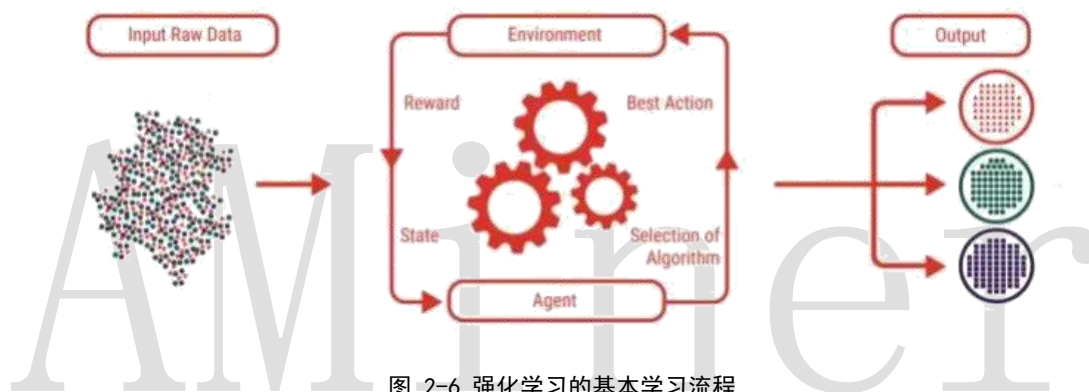 Input Raw Data
Environment
Output
Reward
Best Action
State
Selection of
Algorithm
Agent
AMiner
图 2-6 强化学习的基本学习流程